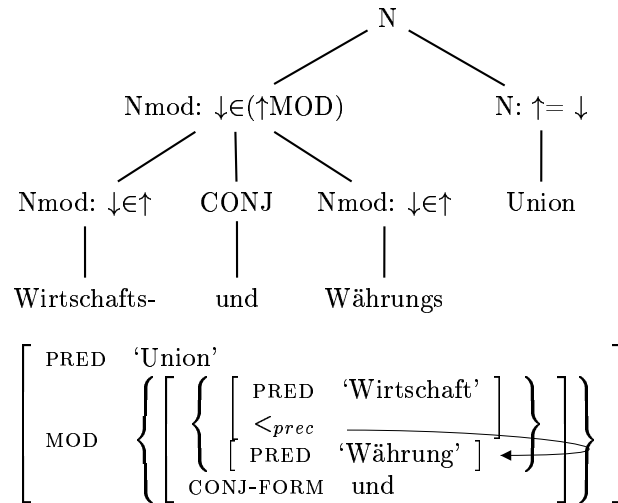 N
Nmod: ↓∈(↑MOD) N: ↑= ↓
Nmod: ↓∈↑ CONJ Nmod: ↓∈↑ Union
Wirtschafts- und Währungs
PRED ‘Union’
PRED ‘Wirtschaft’
<prec
MOD
PRED ‘Währung’
CONJ-FORM und